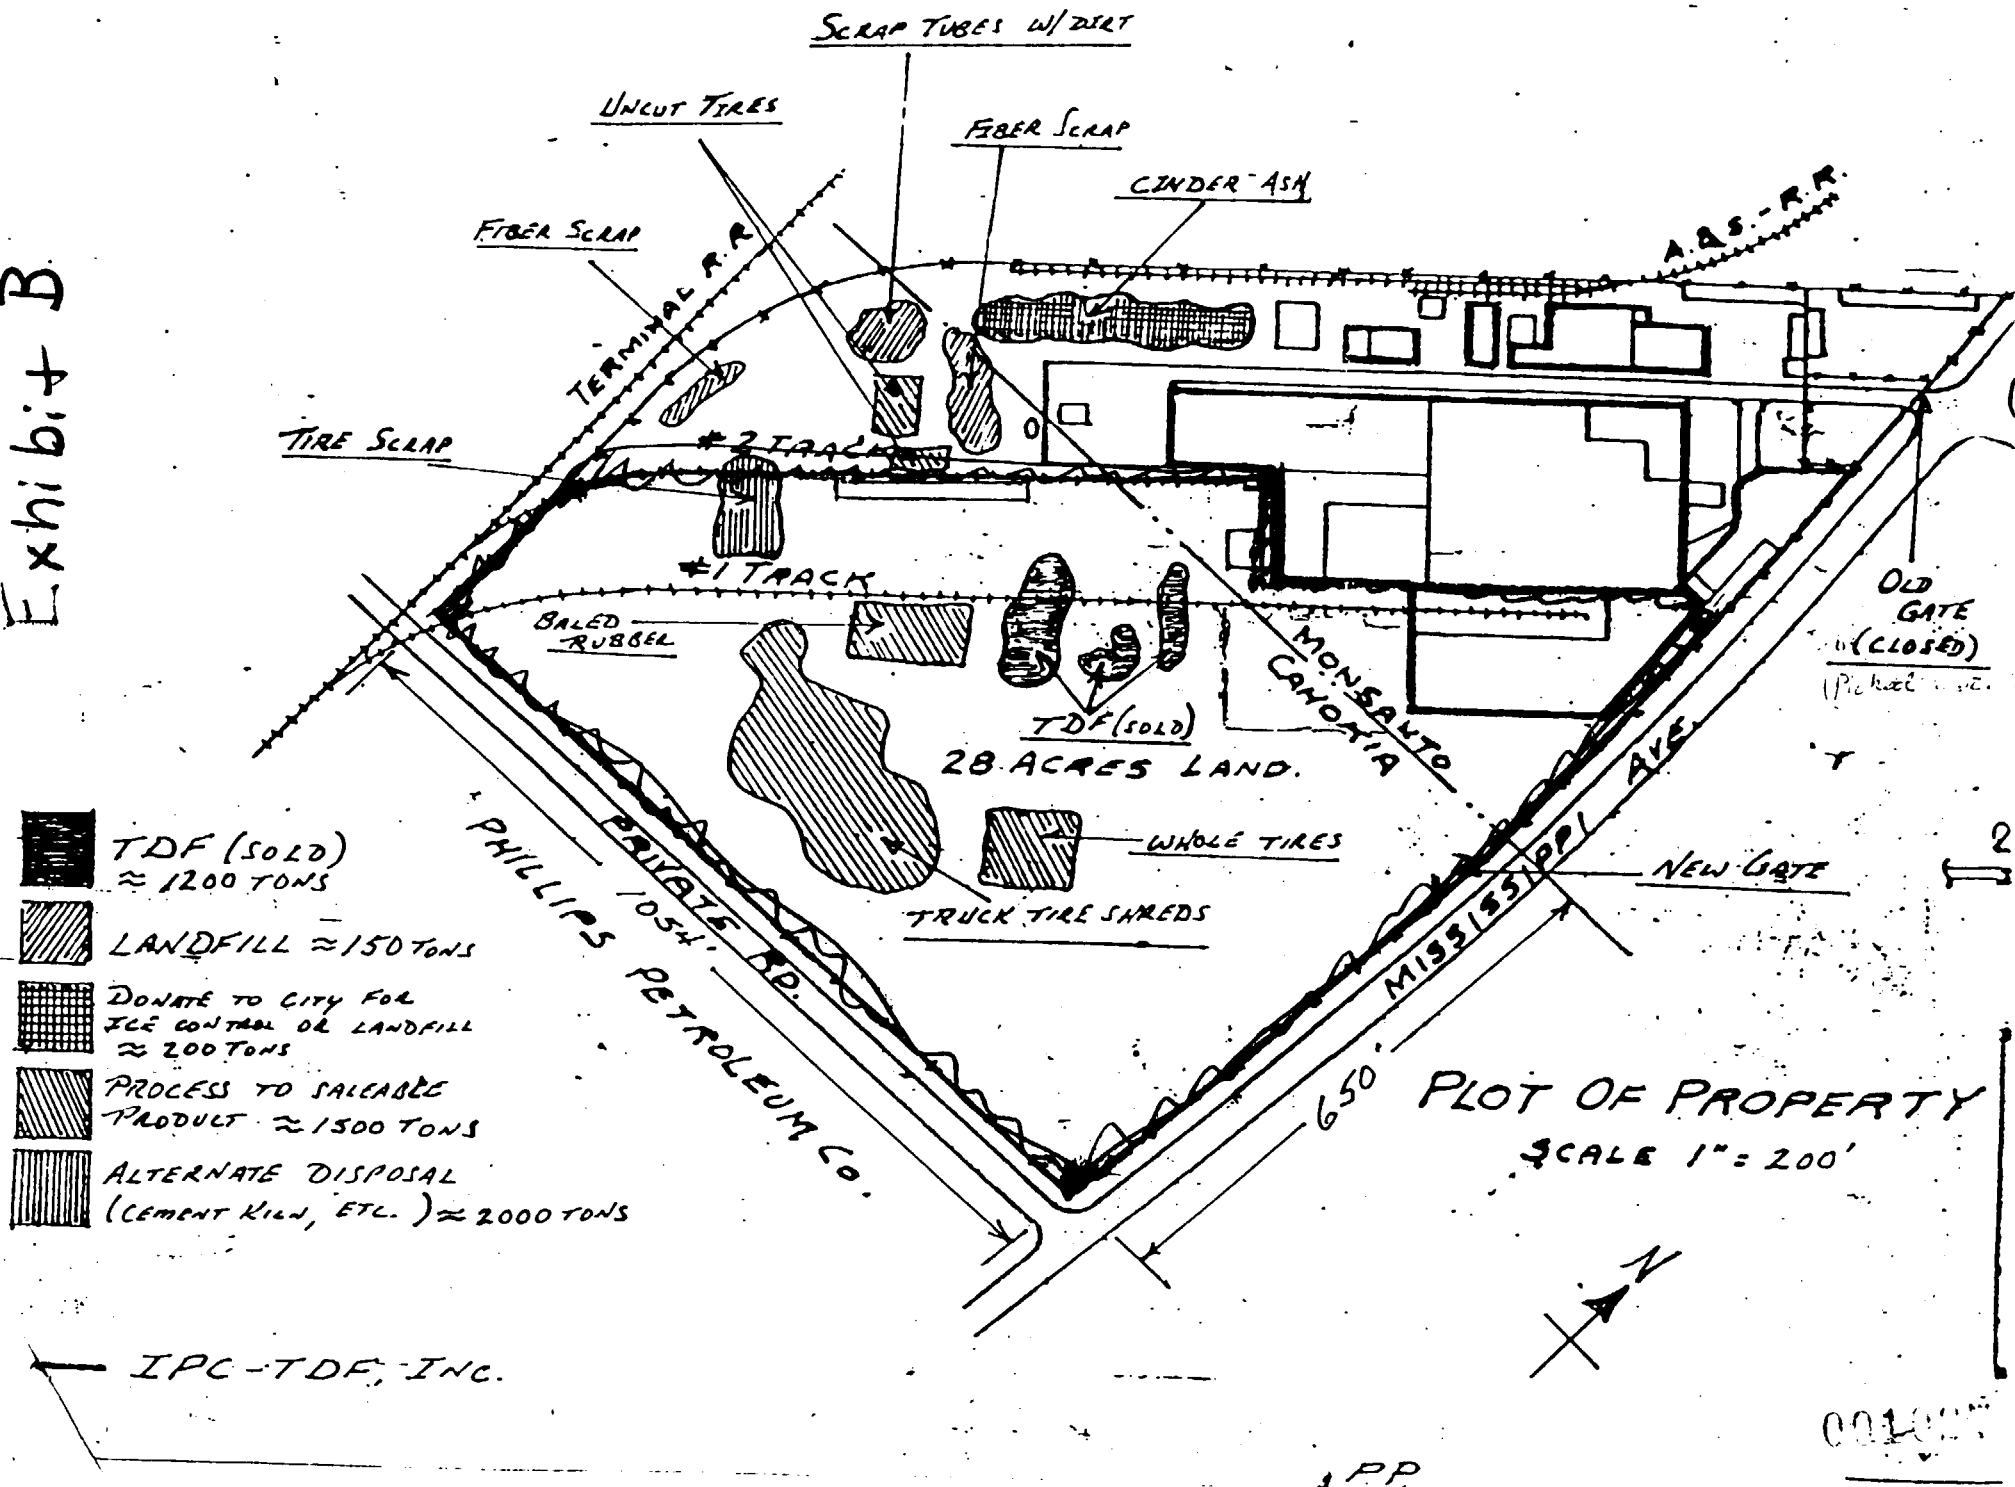 Exhibit B
SCRAP TUBES W/DIRT
UNCUT TIRES
FIBER SCRAP
CINDER-ASH
FIBER SCRAP
A.&S.-R.R.
TERMINAL R.R
TIRE SCRAP
#2 TRACK
#1 TRACK
BALED
RUBBER
OLD
GATE
(CLOSED)
MONSANTO
CAHOKIA
TDF (SOLD)
28 ACRES LAND.
WHOLE TIRES
TRUCK TIRE SHREDS
NEW GATE
MISSISSIPPI AVE.
PRIVATE RD.
1054'
PHILLIPS PETROLEUM CO.
650'
2
TDF (SOLD)
≈ 1200 TONS
LANDFILL ≈ 150 TONS
DONATE TO CITY FOR
ICE CONTROL OR LANDFILL
≈ 200 TONS
PROCESS TO SALEABLE
PRODUCT ≈ 1500 TONS
ALTERNATE DISPOSAL
(CEMENT KILN, ETC.) ≈ 2000 TONS
PLOT OF PROPERTY
SCALE 1" = 200'
N
IPC-TDF, INC.
PP